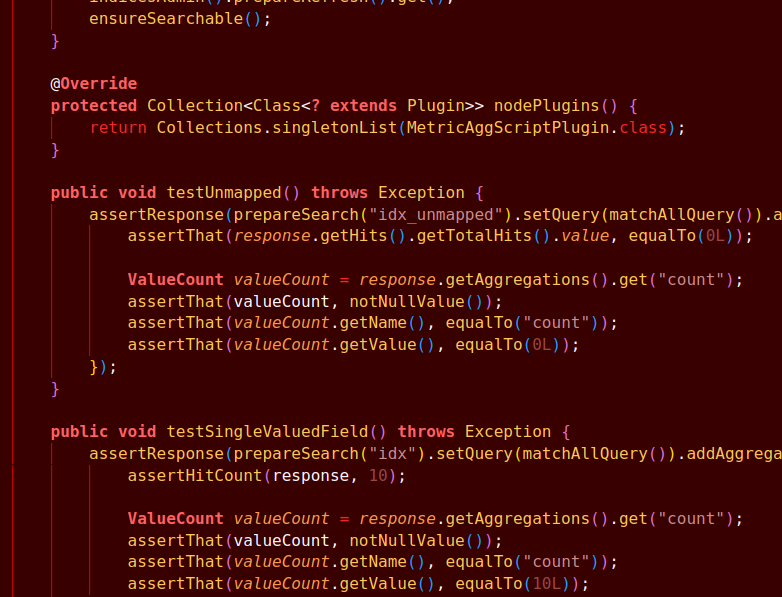 indicesAdmin().prepareRefresh().get();
ensureSearchable();
}
@Override
protected Collection<Class<? extends Plugin>> nodePlugins() {
return Collections.singletonList(MetricAggScriptPlugin.class);
}
public void testUnmapped() throws Exception {
assertResponse(prepareSearch("idx_unmapped").setQuery(matchAllQuery()).a
assertThat(response.getHits().getTotalHits().value, equalTo(0L));
ValueCount valueCount = response.getAggregations().get("count");
assertThat(valueCount, notNullValue());
assertThat(valueCount.getName(), equalTo("count"));
assertThat(valueCount.getValue(), equalTo(0L));
});
}
public void testSingleValuedField() throws Exception {
assertResponse(prepareSearch("idx").setQuery(matchAllQuery()).addAggrega
assertHitCount(response, 10);
ValueCount valueCount = response.getAggregations().get("count");
assertThat(valueCount, notNullValue());
assertThat(valueCount.getName(), equalTo("count"));
assertThat(valueCount.getValue(), equalTo(10L));